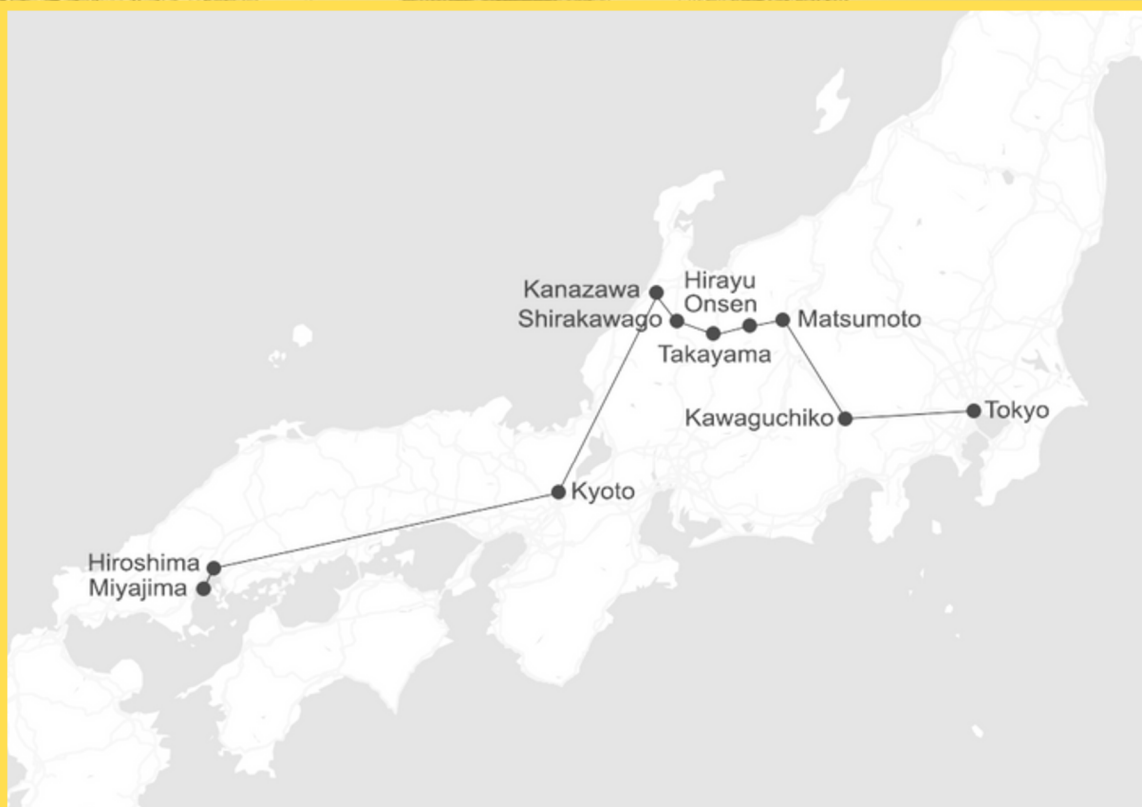 Kanazawa
Hirayu
Onsen
Shirakawago
Matsumoto
Takayama
Kawaguchiko
Tokyo
Kyoto
Hiroshima
Miyajima